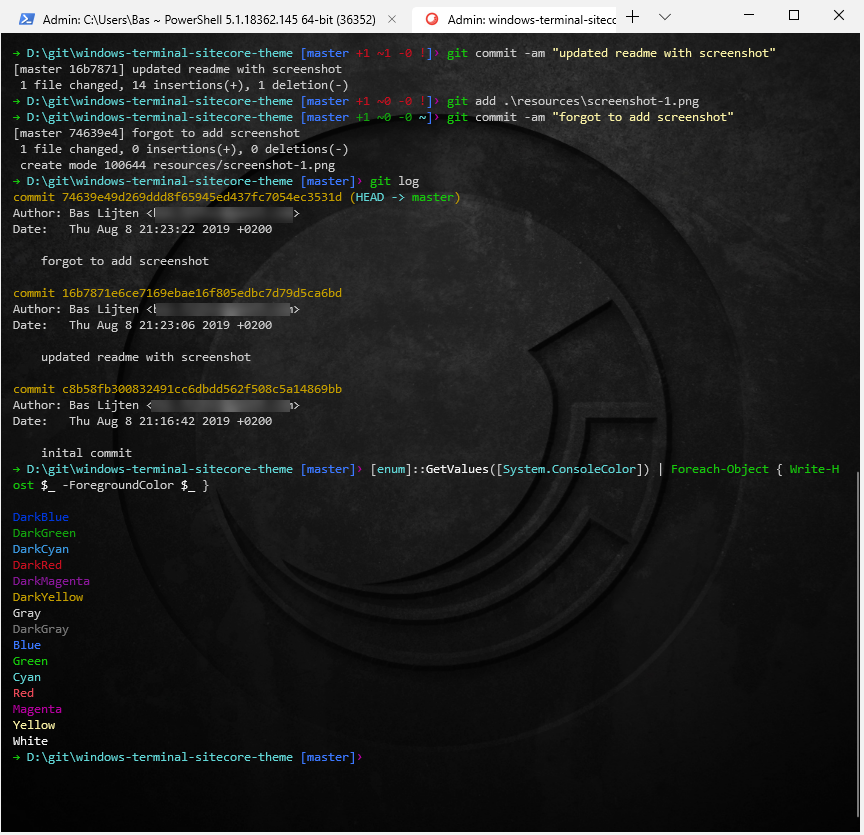 Admin: C:\Users\Bas ~ PowerShell 5.1.18362.145 64-bit (36352)
Admin: windows-terminal-siteco
→ D:\git\windows-terminal-sitecore-theme [master +1 ~1 -0 !]› git commit -am "updated readme with screenshot"
[master 16b7871] updated readme with screenshot
 1 file changed, 14 insertions(+), 1 deletion(-)
→ D:\git\windows-terminal-sitecore-theme [master +1 ~0 -0 !]› git add .\resources\screenshot-1.png
→ D:\git\windows-terminal-sitecore-theme [master +1 ~0 -0 ~]› git commit -am "forgot to add screenshot"
[master 74639e4] forgot to add screenshot
 1 file changed, 0 insertions(+), 0 deletions(-)
 create mode 100644 resources/screenshot-1.png
→ D:\git\windows-terminal-sitecore-theme [master]› git log
commit 74639e49d269ddd8f65945ed437fc7054ec3531d (HEAD -> master)
Author: Bas Lijten < >
Date:   Thu Aug 8 21:23:22 2019 +0200
    forgot to add screenshot
commit 16b7871e6ce7169ebae16f805edbc7d79d5ca6bd
Author: Bas Lijten < >
Date:   Thu Aug 8 21:23:06 2019 +0200
    updated readme with screenshot
commit c8b58fb300832491cc6dbdd562f508c5a14869bb
Author: Bas Lijten < >
Date:   Thu Aug 8 21:16:42 2019 +0200
    inital commit
→ D:\git\windows-terminal-sitecore-theme [master]› [enum]::GetValues([System.ConsoleColor]) | Foreach-Object { Write-H
ost $_ -ForegroundColor $_ }
DarkBlue
DarkGreen
DarkCyan
DarkRed
DarkMagenta
DarkYellow
Gray
DarkGray
Blue
Green
Cyan
Red
Magenta
Yellow
White
→ D:\git\windows-terminal-sitecore-theme [master]›